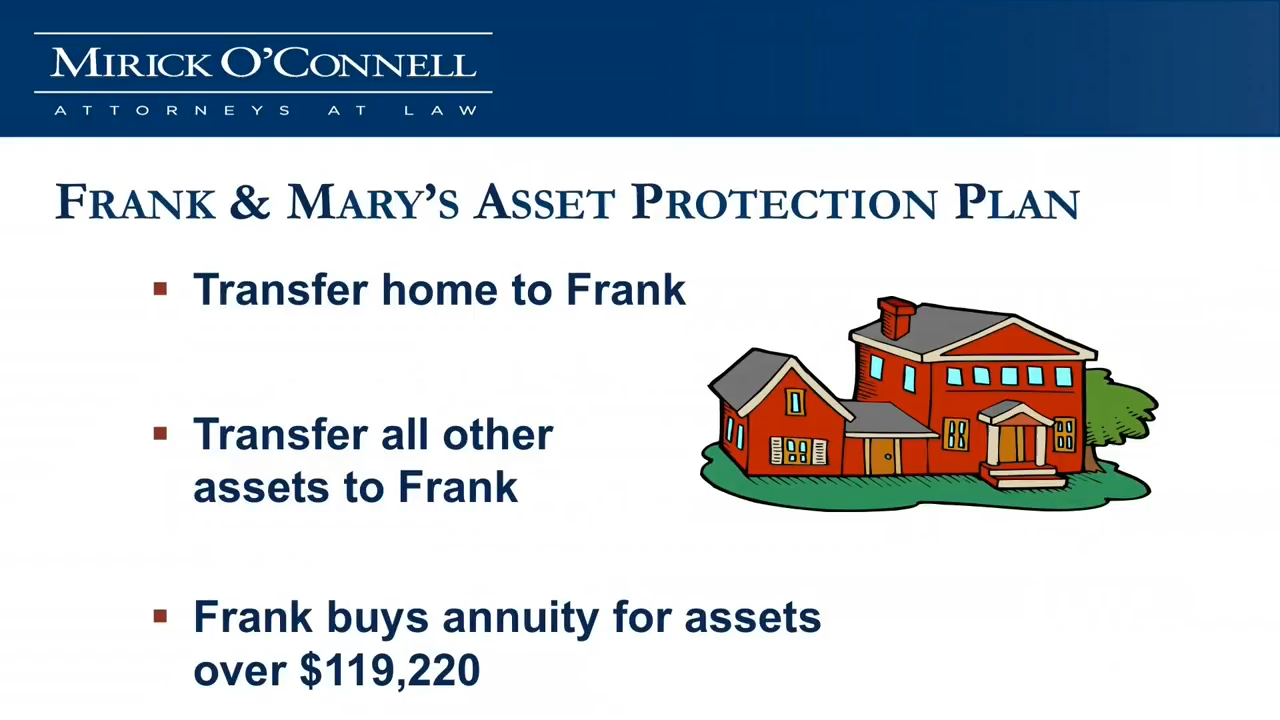 MIRICK O'CONNELL
ATTORNEYS AT LAW
FRANK & MARY'S ASSET PROTECTION PLAN
▪ Transfer home to Frank
▪ Transfer all other
assets to Frank
▪ Frank buys annuity for assets
over $119,220